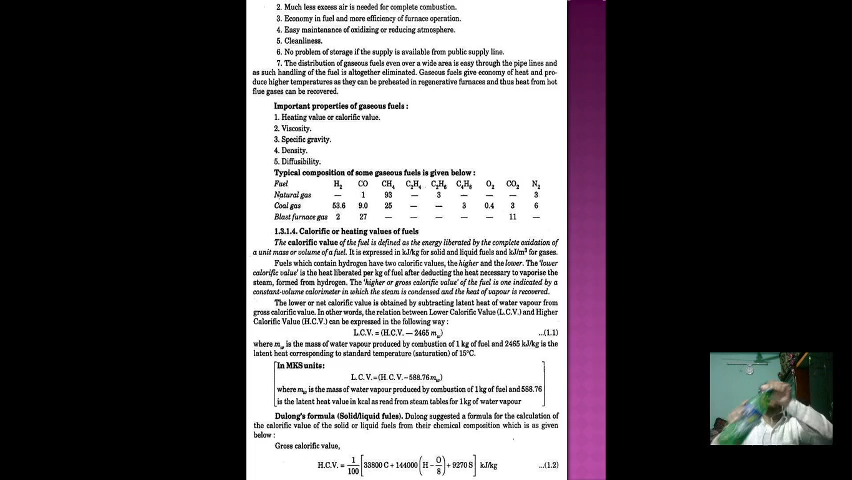 2. Much less excess air is needed for complete combustion.
3. Economy in fuel and more efficiency of furnace operation.
4. Easy maintenance of oxidizing or reducing atmosphere.
5. Cleanliness.
6. No problem of storage if the supply is available from public supply line.
7. The distribution of gaseous fuels even over a wide area is easy through the pipe lines and
as such handling of the fuel is altogether eliminated. Gaseous fuels give economy of heat and pro-
duce higher temperatures as they can be preheated in regenerative furnaces and thus heat from hot
flue gases can be recovered.
Important properties of gaseous fuels :
1. Heating value or calorific value.
2. Viscosity.
3. Specific gravity.
4. Density.
5. Diffusibility.
Typical composition of some gaseous fuels is given below :
Fuel H₂ CO CH₄ C₂H₄ C₂H₆ C₄H₈ O₂ CO₂ N₂
Natural gas — 1 93 — 3 — — — 3
Coal gas 53.6 9.0 25 — — 3 0.4 3 6
Blast furnace gas 2 27 — — — — — 11 —
1.3.1.4. Calorific or heating values of fuels
The calorific value of the fuel is defined as the energy liberated by the complete oxidation of
a unit mass or volume of a fuel. It is expressed in kJ/kg for solid and liquid fuels and kJ/m³ for gases.
Fuels which contain hydrogen have two calorific values, the higher and the lower. The 'lower
calorific value' is the heat liberated per kg of fuel after deducting the heat necessary to vaporise the
steam, formed from hydrogen. The 'higher or gross calorific value' of the fuel is one indicated by a
constant-volume calorimeter in which the steam is condensed and the heat of vapour is recovered.
The lower or net calorific value is obtained by subtracting latent heat of water vapour from
gross calorific value. In other words, the relation between Lower Calorific Value (L.C.V.) and Higher
Calorific Value (H.C.V.) can be expressed in the following way :
L.C.V. = (H.C.V. — 2465 m_w) ...(1.1)
where m_w is the mass of water vapour produced by combustion of 1 kg of fuel and 2465 kJ/kg is the
latent heat corresponding to standard temperature (saturation) of 15°C.
In MKS units:
L.C.V. = (H.C.V. – 588.76 m_w)
where m_w is the mass of water vapour produced by combustion of 1kg of fuel and 588.76
is the latent heat value in kcal as read from steam tables for 1kg of water vapour
Dulong's formula (Solid/liquid fules). Dulong suggested a formula for the calculation of
the calorific value of the solid or liquid fuels from their chemical composition which is as given
below :
Gross calorific value,
H.C.V. = 1/100 [33800 C + 144000 (H – O/8) + 9270 S] kJ/kg ...(1.2)